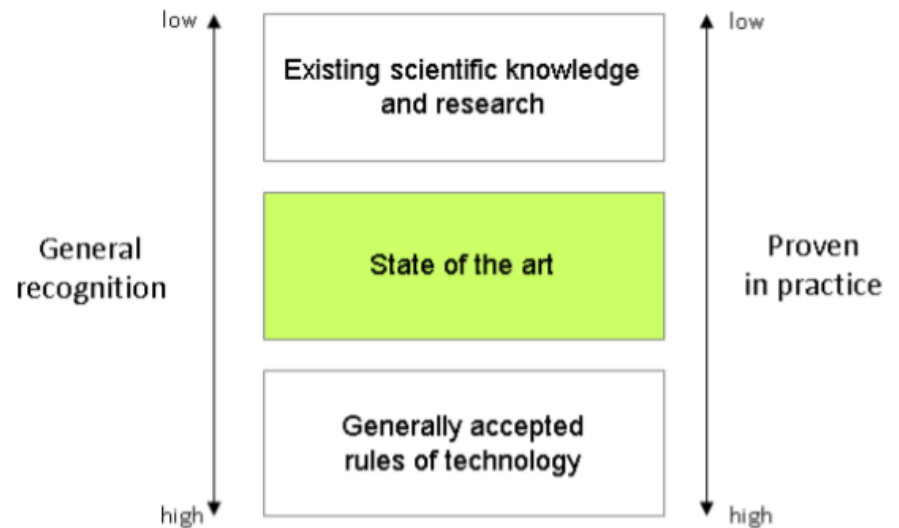 low
low
Existing scientific knowledge
and research
General
recognition
State of the art
Proven
in practice
Generally accepted
rules of technology
high
high